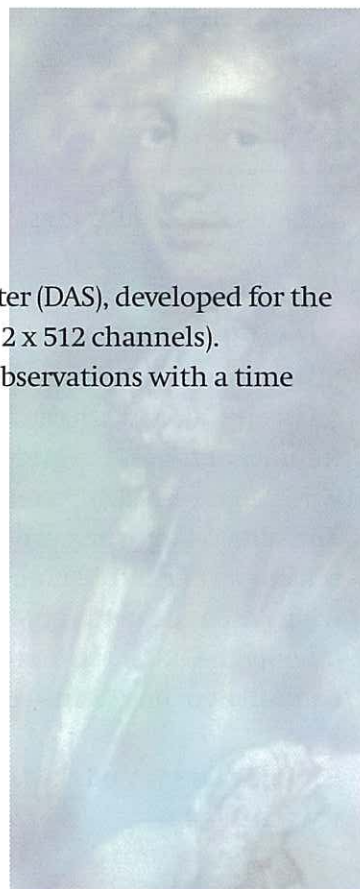 ter (DAS), developed for the
2 x 512 channels).
bservations with a time